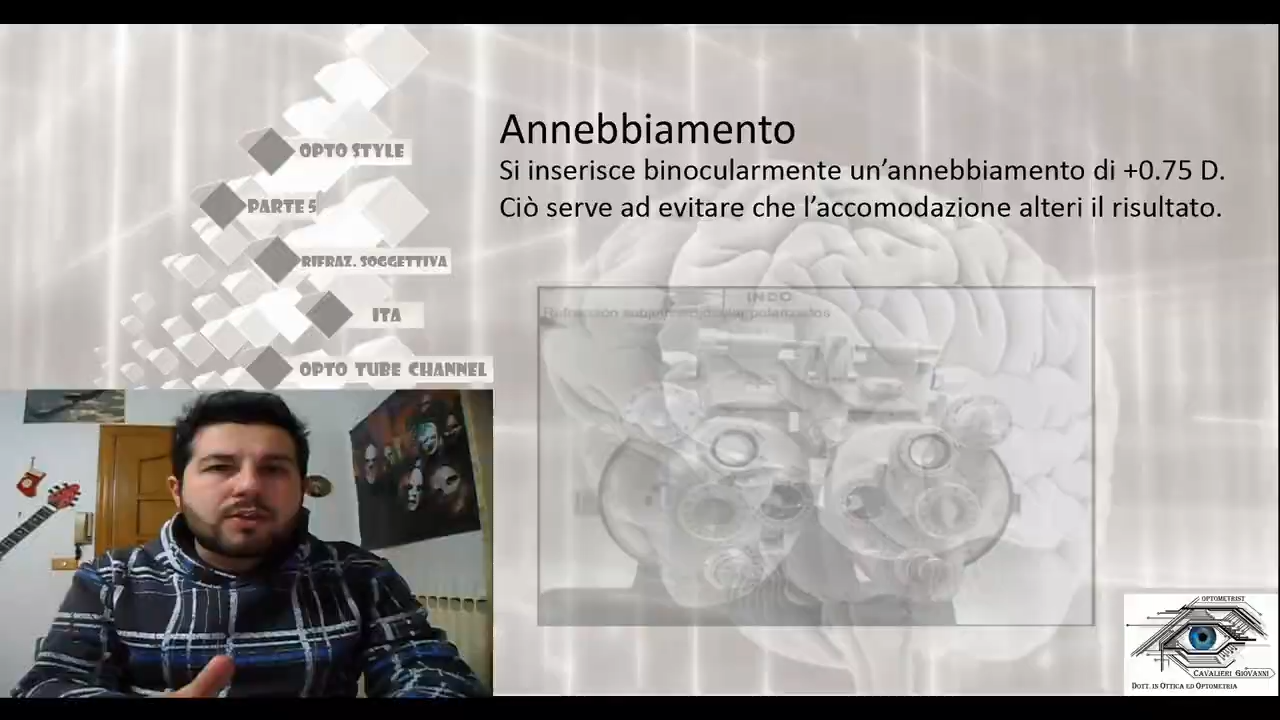 Annebbiamento
Si inserisce binocularmente un’annebbiamento di +0.75 D.
Ciò serve ad evitare che l’accomodazione alteri il risultato.
OPTO STYLE
PARTE 5
RIFRAZ. SOGGETTIVA
ITA
OPTO TUBE CHANNEL
INDO
OPTOMETRIST
CAVALIERI GIOVANNI
DOTT. IN OTTICA ED OPTOMETRIA